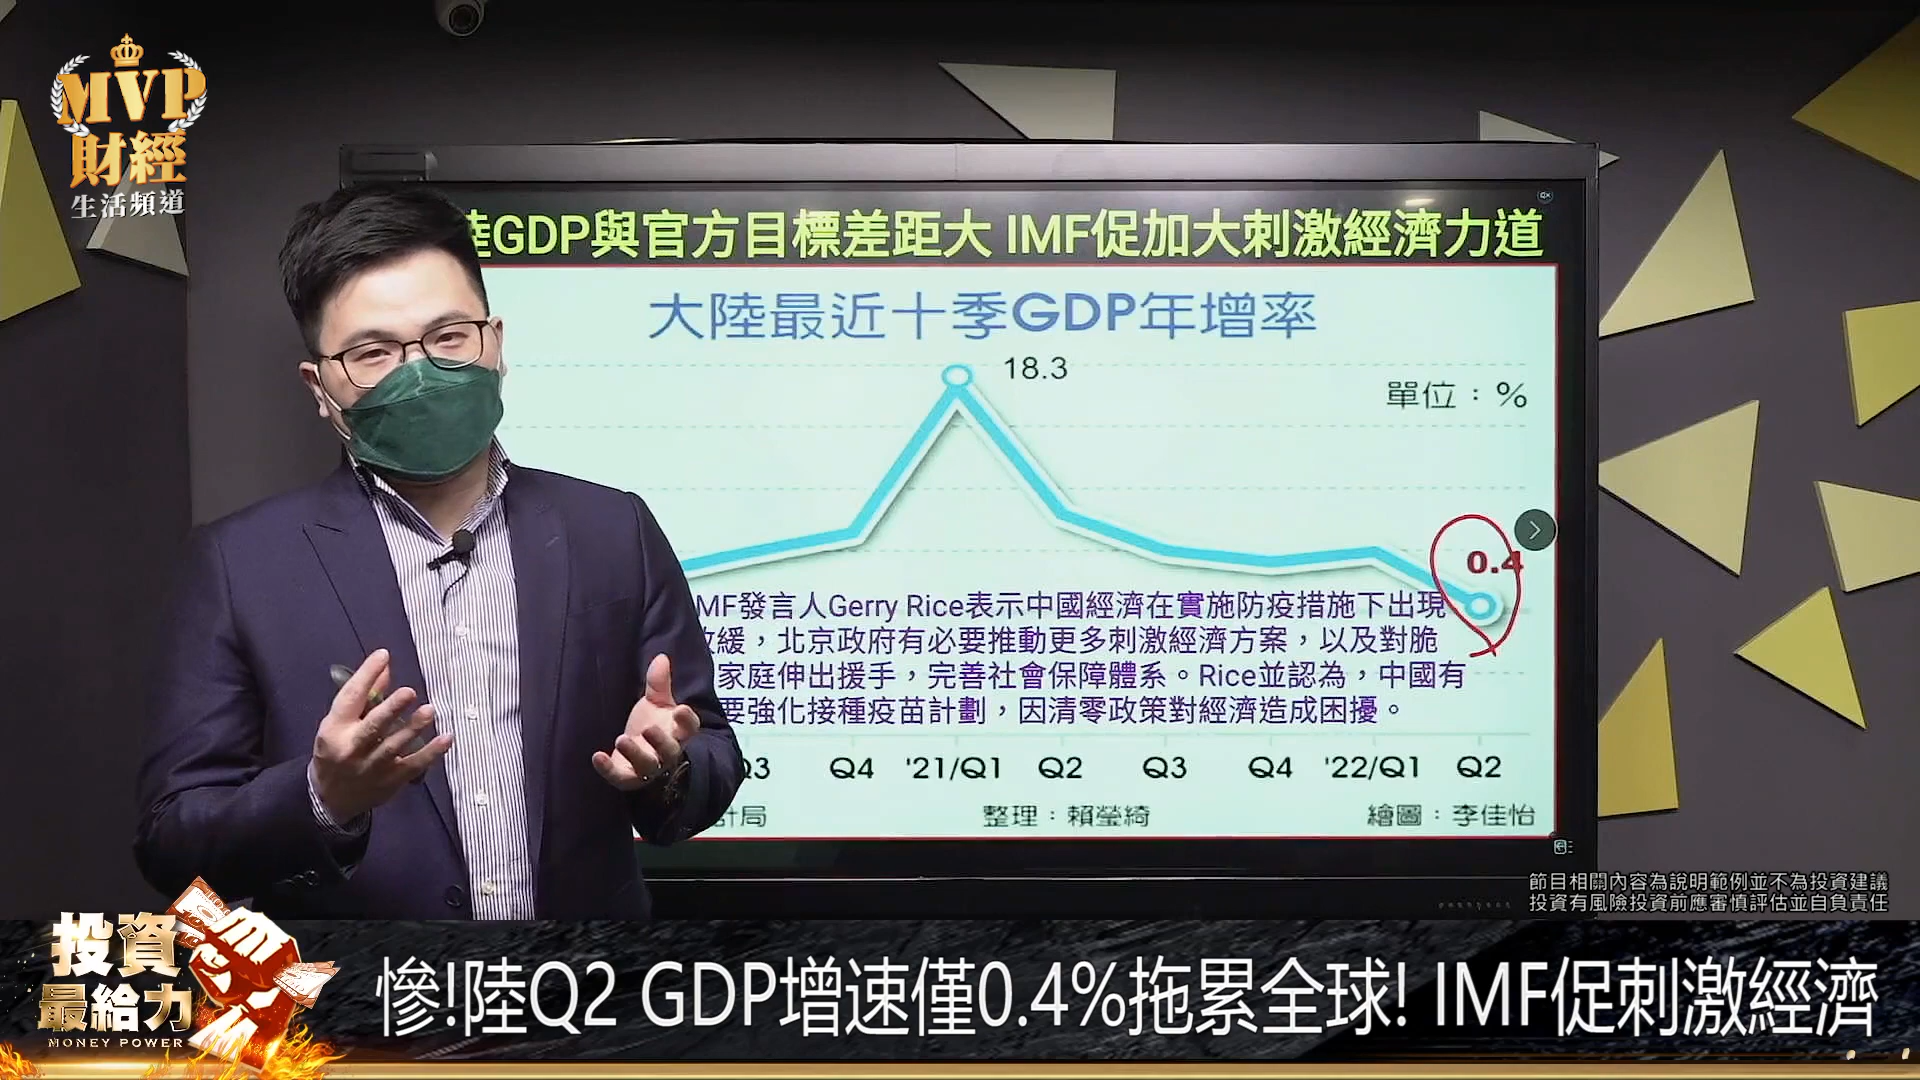 MVP
財經
生活頻道
陸GDP與官方目標差距大 IMF促加大刺激經濟力道
大陸最近十季GDP年增率
18.3
單位：%
0.4
MF發言人Gerry Rice表示中國經濟在實施防疫措施下出現
緩，北京政府有必要推動更多刺激經濟方案，以及對脆
家庭伸出援手，完善社會保障體系。Rice並認為，中國有
要強化接種疫苗計劃，因清零政策對經濟造成困擾。
Q3 Q4 '21/Q1 Q2 Q3 Q4 '22/Q1 Q2
計局 整理：賴瑩綺 繪圖：李佳怡
節目相關內容為說明範例並不為投資建議
投資有風險投資前應審慎評估並自負責任
投資
最給力
MONEY POWER
慘!陸Q2 GDP增速僅0.4%拖累全球! IMF促刺激經濟